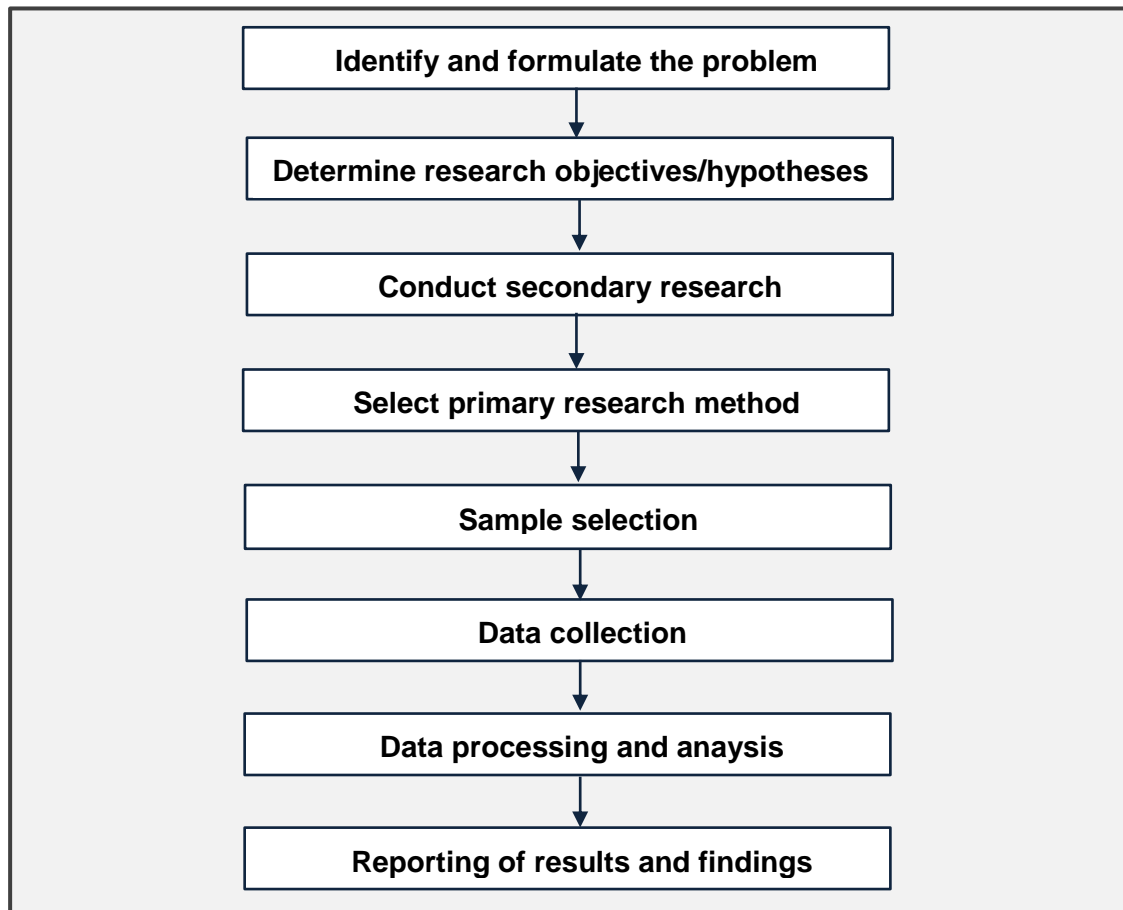 Identify and formulate the problem
Determine research objectives/hypotheses
Conduct secondary research
Select primary research method
Sample selection
Data collection
Data processing and anaysis
Reporting of results and findings